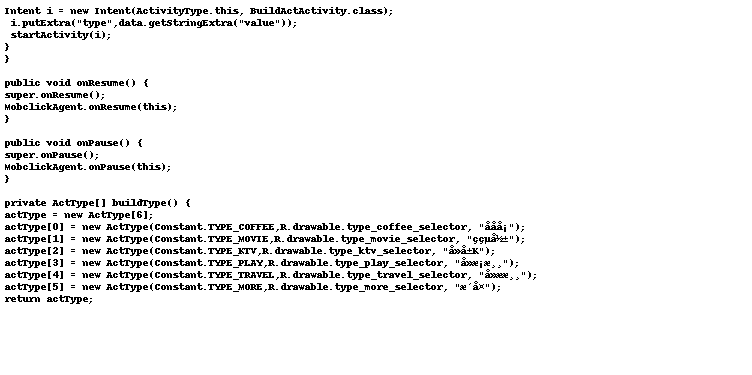 Intent i = new Intent(ActivityType.this, BuildActActivity.class);
i.putExtra("type",data.getStringExtra("value"));
startActivity(i);
}
}
public void onResume() {
super.onResume();
MobclickAgent.onResume(this);
}
public void onPause() {
super.onPause();
MobclickAgent.onPause(this);
}
private ActType[] buildType() {
actType = new ActType[6];
actType[0] = new ActType(Constant.TYPE_COFFEE,R.drawable.type_coffee_selector, "ååå¡");
actType[1] = new ActType(Constant.TYPE_MOVIE,R.drawable.type_movie_selector, "ççµå½±");
actType[2] = new ActType(Constant.TYPE_KTV,R.drawable.type_ktv_selector, "å»å±K");
actType[3] = new ActType(Constant.TYPE_PLAY,R.drawable.type_play_selector, "å»æ¡æ¸¸");
actType[4] = new ActType(Constant.TYPE_TRAVEL,R.drawable.type_travel_selector, "å»ææ¸¸");
actType[5] = new ActType(Constant.TYPE_MORE,R.drawable.type_more_selector, "æ´å¤");
return actType;